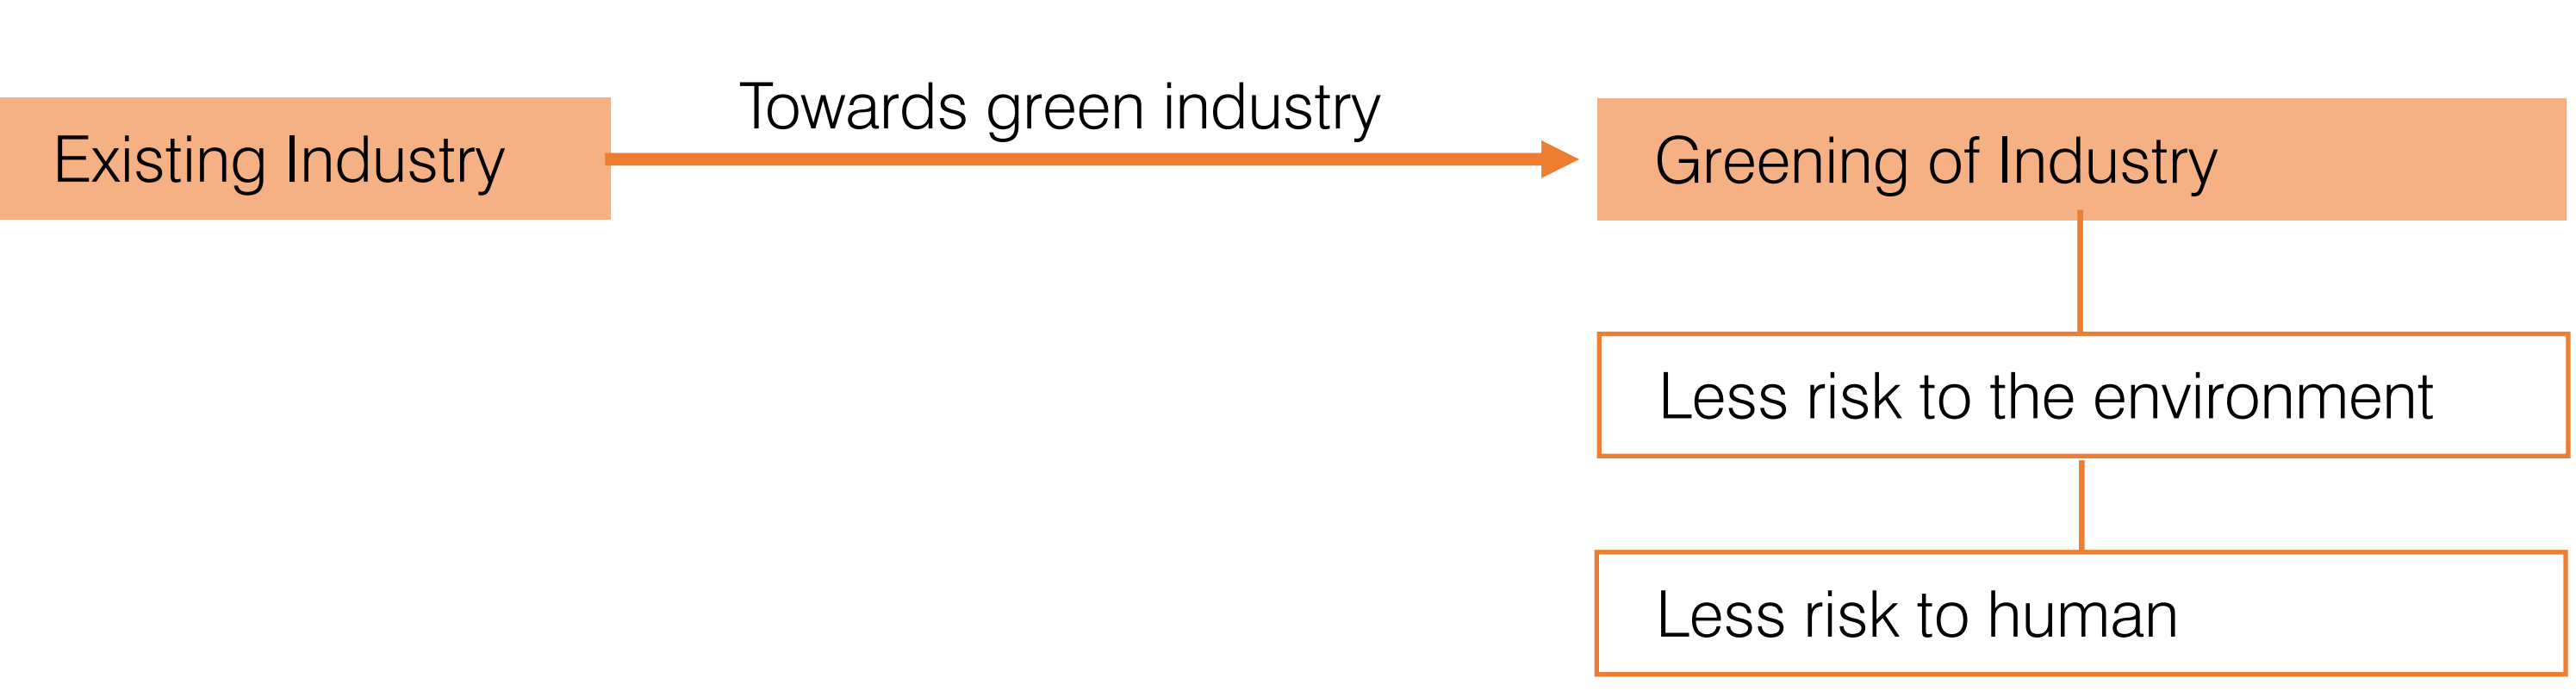 Existing Industry
Towards green industry
Greening of Industry
Less risk to the environment
Less risk to human